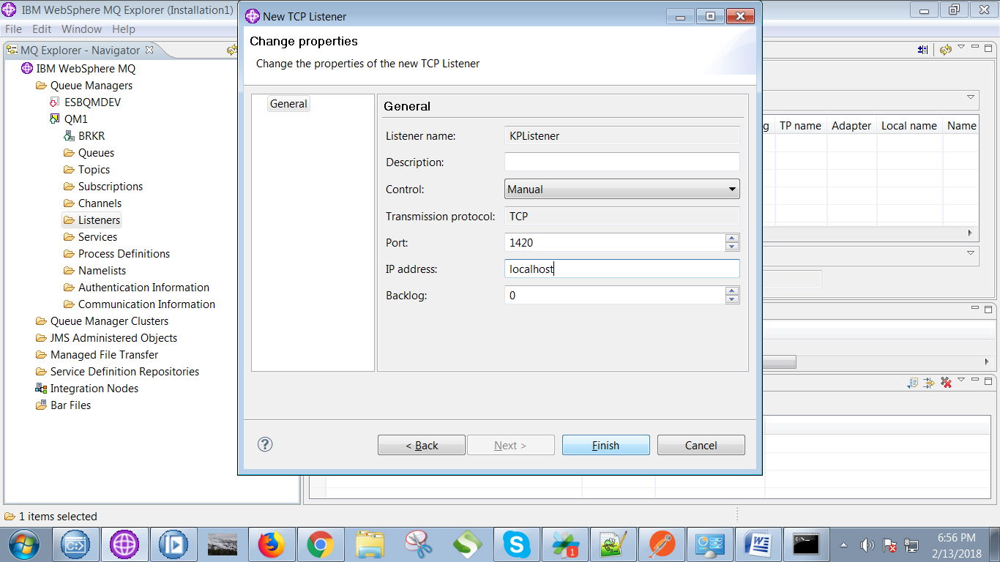 IBM WebSphere MQ Explorer (Installation1)
File Edit Window Help
MQ Explorer - Navigator
IBM WebSphere MQ
Queue Managers
ESBQMDEV
QM1
BRKR
Queues
Topics
Subscriptions
Channels
Listeners
Services
Process Definitions
Namelists
Authentication Information
Communication Information
Queue Manager Clusters
JMS Administered Objects
Managed File Transfer
Service Definition Repositories
Integration Nodes
Bar Files
New TCP Listener
Change properties
Change the properties of the new TCP Listener
General
General
Listener name: KPListener
Description:
Control: Manual
Transmission protocol: TCP
Port: 1420
IP address: localhost
Backlog: 0
< Back Next > Finish Cancel
g TP name Adapter Local name Name
1 items selected
1
6:56 PM
2/13/2018